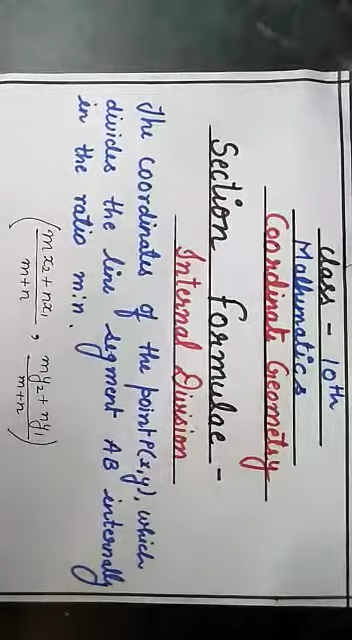 Class - 10th
Mathematics
Coordinate Geometry
Section Formulae -
Internal Division
The coordinates of the point P(x,y), which
divides the line segment AB internally
in the ratio m:n.
(mx₂+nx₁/m+n , my₂+ny₁/m+n)